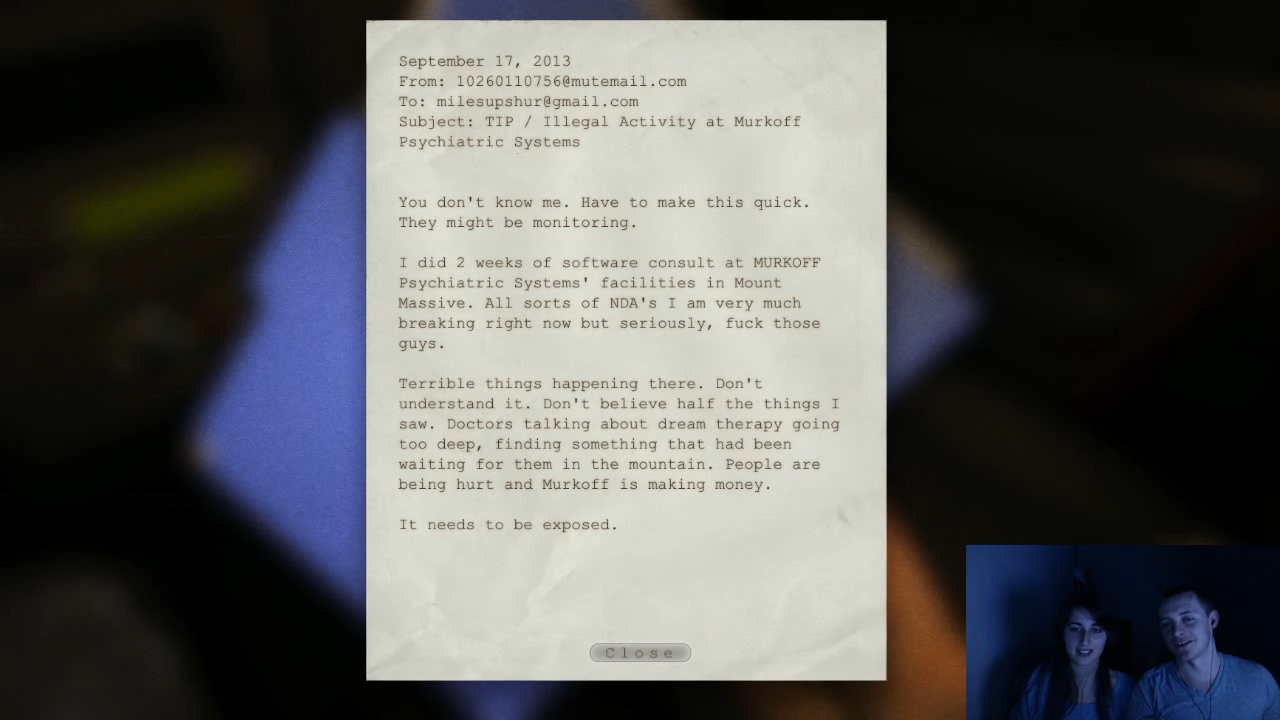 September 17, 2013
From: 10260110756@mutemail.com
To: milesupshur@gmail.com
Subject: TIP / Illegal Activity at Murkoff
Psychiatric Systems
You don't know me. Have to make this quick.
They might be monitoring.
I did 2 weeks of software consult at MURKOFF
Psychiatric Systems' facilities in Mount
Massive. All sorts of NDA's I am very much
breaking right now but seriously, fuck those
guys.
Terrible things happening there. Don't
understand it. Don't believe half the things I
saw. Doctors talking about dream therapy going
too deep, finding something that had been
waiting for them in the mountain. People are
being hurt and Murkoff is making money.
It needs to be exposed.
Close